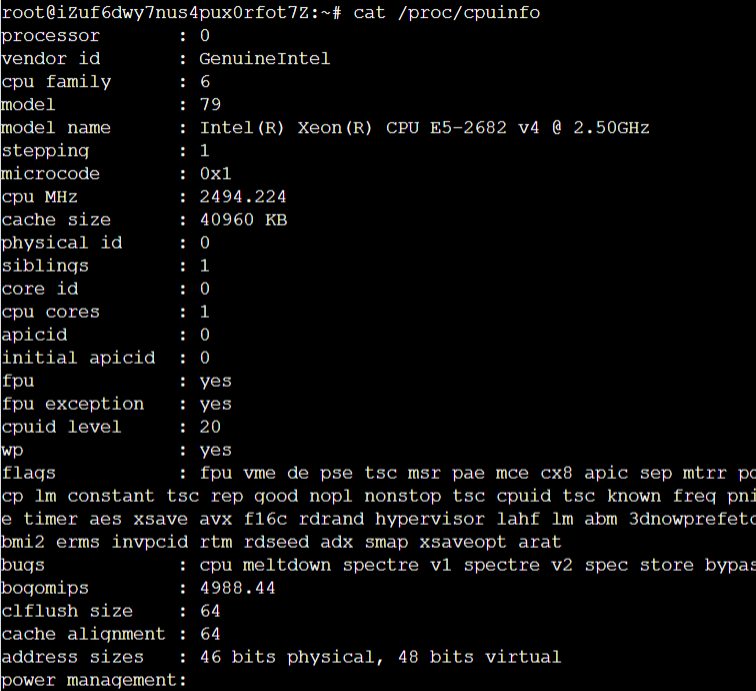 root@iZuf6dwy7nus4pux0rfot7Z:~# cat /proc/cpuinfo
processor : 0
vendor id : GenuineIntel
cpu family : 6
model : 79
model name : Intel(R) Xeon(R) CPU E5-2682 v4 @ 2.50GHz
stepping : 1
microcode : 0x1
cpu MHz : 2494.224
cache size : 40960 KB
physical id : 0
siblings : 1
core id : 0
cpu cores : 1
apicid : 0
initial apicid : 0
fpu : yes
fpu exception : yes
cpuid level : 20
wp : yes
flags : fpu vme de pse tsc msr pae mce cx8 apic sep mtrr
cp lm constant tsc rep good nopl nonstop tsc cpuid tsc known freq pni
e timer aes xsave avx f16c rdrand hypervisor lahf lm abm 3dnowprefetc
bmi2 erms invpcid rtm rdseed adx smap xsaveopt arat
bugs : cpu meltdown spectre v1 spectre v2 spec store bypas
bogomips : 4988.44
clflush size : 64
cache alignment : 64
address sizes : 46 bits physical, 48 bits virtual
power management: